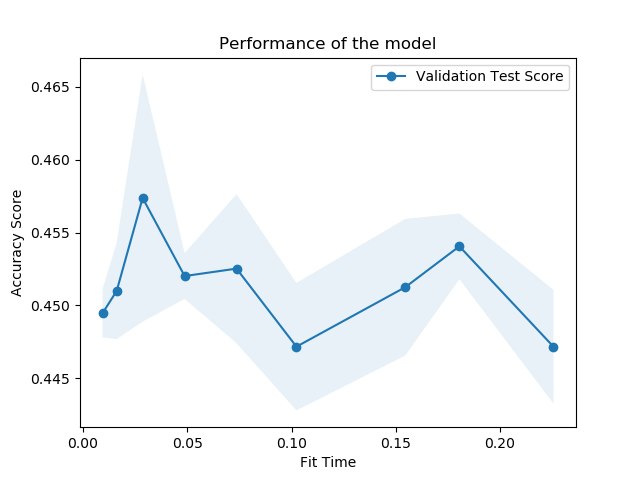 Performance of the model
Validation Test Score
0.465
0.460
0.455
0.450
0.445
Accuracy Score
0.00 0.05 0.10 0.15 0.20
Fit Time